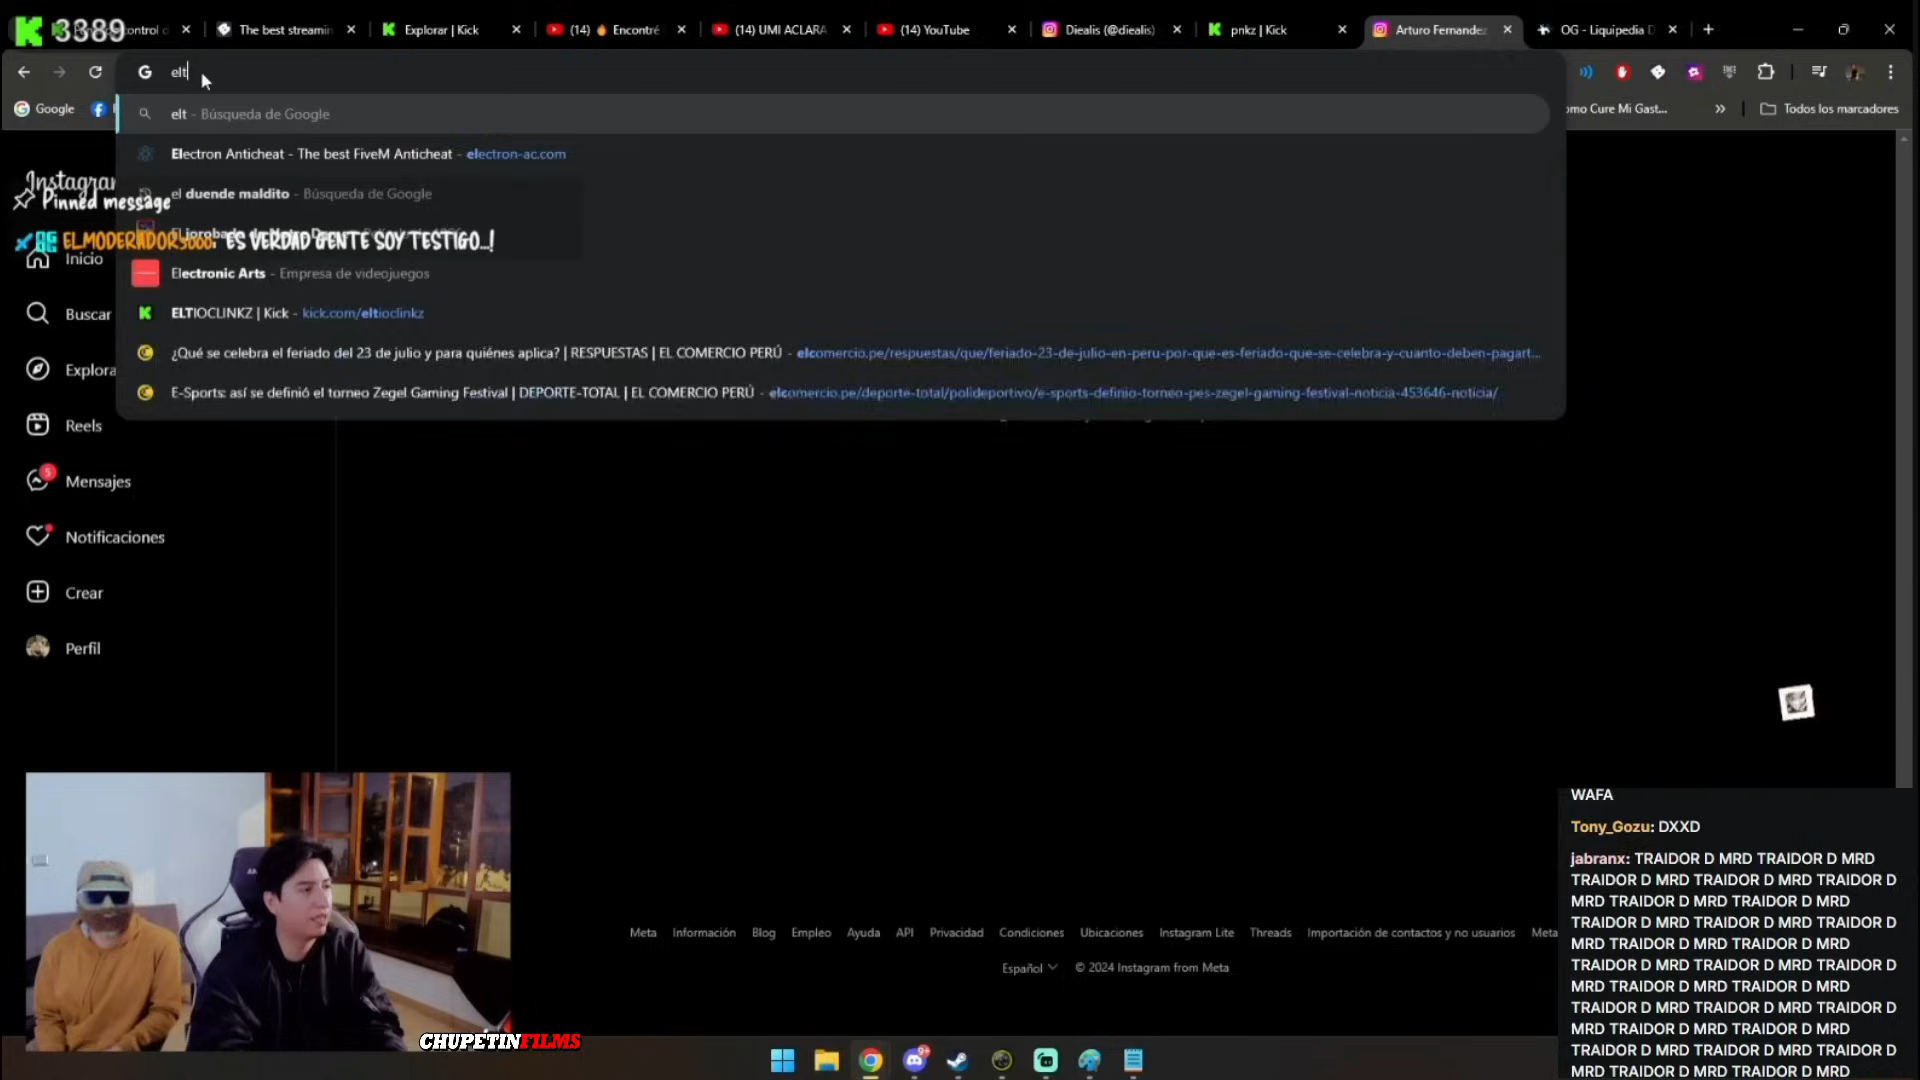 3389
control d
The best streamin
Explorar | Kick
(14) 🔥 Encontré
(14) UMI ACLARA
(14) YouTube
Diealis (@diealis)
pnkz | Kick
Arturo Fernandez
OG - Liquipedia D
elt
Google
omo Cure Mi Gast...
Todos los marcadores
elt - Búsqueda de Google
Electron Anticheat - The best FiveM Anticheat - electron-ac.com
el duende maldito - Búsqueda de Google
Electronic Arts - Empresa de videojuegos
ELTIOCLINKZ | Kick - kick.com/eltioclinkz
¿Qué se celebra el feriado del 23 de julio y para quiénes aplica? | RESPUESTAS | EL COMERCIO PERÚ - elcomercio.pe/respuestas/que/feriado-23-de-julio-en-peru-por-que-es-feriado-que-se-celebra-y-cuanto-deben-pagart...
E-Sports: así se definió el torneo Zegel Gaming Festival | DEPORTE-TOTAL | EL COMERCIO PERÚ - elcomercio.pe/deporte-total/polideportivo/e-sports-definio-torneo-pes-zegel-gaming-festival-noticia-453646-noticia/
Instagram
Pinned message
ELMODERADOR3000: ES VERDAD GENTE SOY TESTIGO...!
Inicio
Buscar
Explora
Reels
5
Mensajes
Notificaciones
Crear
Perfil
WAFA
Tony_Gozu: DXXD
jabranx: TRAIDOR D MRD TRAIDOR D MRD
TRAIDOR D MRD TRAIDOR D MRD TRAIDOR D
MRD TRAIDOR D MRD TRAIDOR D MRD
TRAIDOR D MRD TRAIDOR D MRD TRAIDOR D
MRD TRAIDOR D MRD TRAIDOR D MRD
TRAIDOR D MRD TRAIDOR D MRD TRAIDOR D
MRD TRAIDOR D MRD TRAIDOR D MRD
TRAIDOR D MRD TRAIDOR D MRD TRAIDOR D
MRD TRAIDOR D MRD TRAIDOR D MRD
TRAIDOR D MRD TRAIDOR D MRD TRAIDOR D
MRD TRAIDOR D MRD TRAIDOR D MRD
Meta Información Blog Empleo Ayuda API Privacidad Condiciones Ubicaciones Instagram Lite Threads Importación de contactos y no usuarios Meta
Español © 2024 Instagram from Meta
CHUPETINFILMS